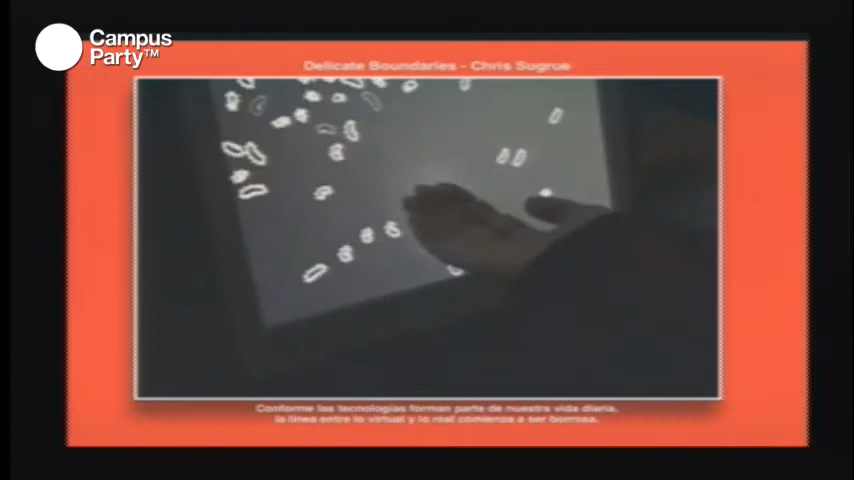 Campus
Party™
Delicate Boundaries - Chris Sugrue
Conforme las tecnologías forman parte de nuestra vida diaria,
la línea entre lo virtual y lo real comienza a ser borrosa.